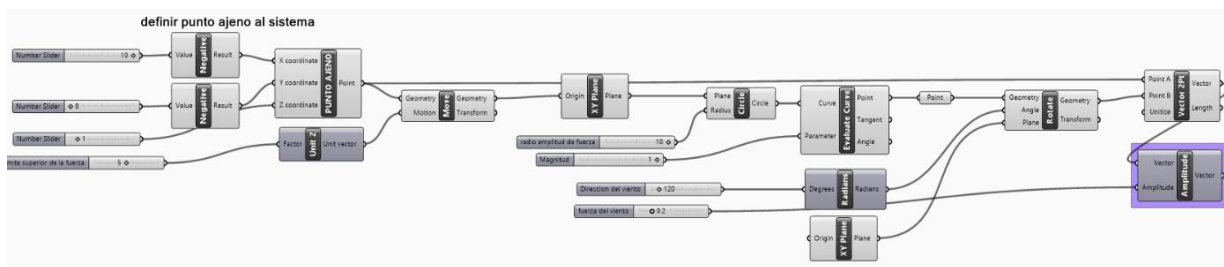 definir punto ajeno al sistema
Number Slider 10
Value Negative Result
X coordinate
Y coordinate PUNTO AJENO Point
Z coordinate
Number Slider 0
Value Negative Result
Number Slider 1
superior de la fuerza 5
Factor Unit Z Unit vector
Geometry Move Geometry
Motion Transform
Origin XY Plane Plane
Plane Circle Circle
Radius
radio amplitud de fuerza 10
Magnitud 1
Curve Evaluate Curve Point
Tangent
Parameter Angle
Point
Direccion del viento 120
fuerza del viento 0.2
Degrees Radians Radians
Origin XY Plane Plane
Geometry Rotate Geometry
Angle
Plane Transform
Point A Vector 2Pt Vector
Point B
Unitize Length
Vector Amplitude Vector
Amplitude